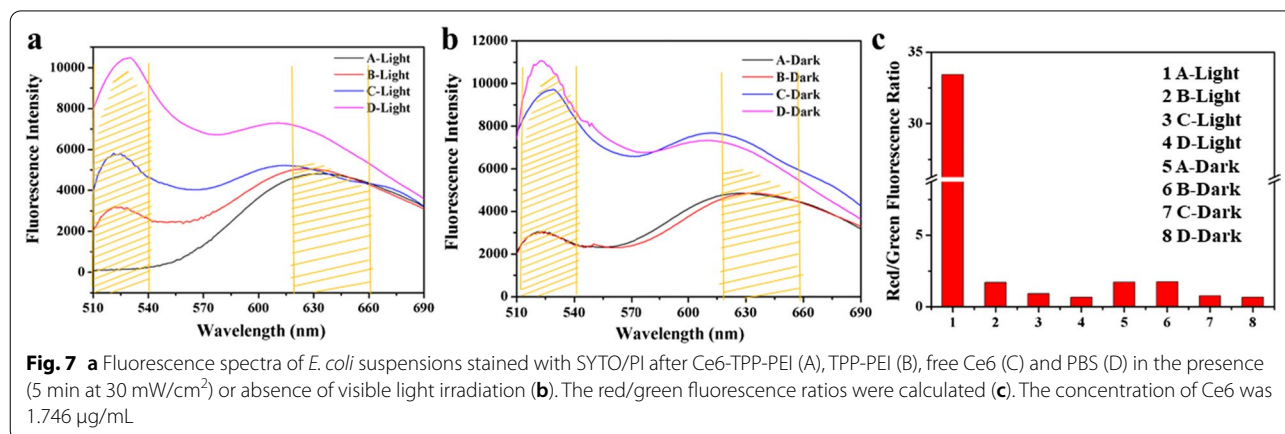 a
A-Light
B-Light
C-Light
D-Light
10000
8000
6000
4000
2000
0
510 540 570 600 630 660 690
Fluorescence Intensity
Wavelength (nm)
b
A-Dark
B-Dark
C-Dark
D-Dark
12000
10000
8000
6000
4000
2000
0
510 540 570 600 630 660 690
Fluorescence Intensity
Wavelength (nm)
c
35
33
5
0
Red/Green Fluorescence Ratio
1 A-Light
2 B-Light
3 C-Light
4 D-Light
5 A-Dark
6 B-Dark
7 C-Dark
8 D-Dark
1 2 3 4 5 6 7 8
Fig. 7 a Fluorescence spectra of E. coli suspensions stained with SYTO/PI after Ce6-TPP-PEI (A), TPP-PEI (B), free Ce6 (C) and PBS (D) in the presence
(5 min at 30 mW/cm²) or absence of visible light irradiation (b). The red/green fluorescence ratios were calculated (c). The concentration of Ce6 was
1.746 μg/mL